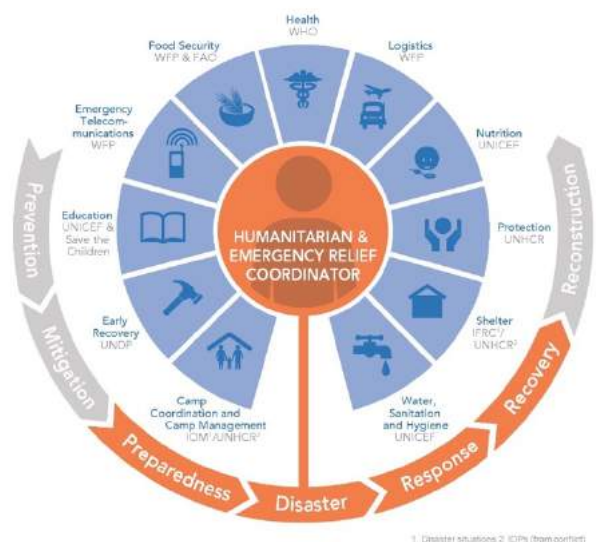 Health
WHO
Logistics
WFP
Nutrition
UNICEF
Protection
UNHCR
Shelter
IFRC¹/
UNHCR²
Water,
Sanitation
and Hygiene
UNICEF
Camp
Coordination and
Camp Management
IOM¹/UNHCR²
Early
Recovery
UNDP
Education
UNICEF &
Save the
Children
Emergency
Telecom-
munications
WFP
Food Security
WFP & FAO
HUMANITARIAN &
EMERGENCY RELIEF
COORDINATOR
Prevention
Mitigation
Preparedness
Disaster
Response
Recovery
Reconstruction
1. Disaster situations 2. IDPs (from conflict)